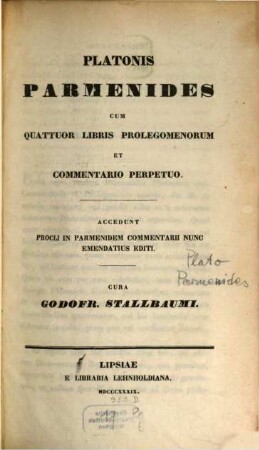 PLATONIS
PARMENIDES
CUM
QUATTUOR LIBRIS PROLEGOMENORUM
ET
COMMENTARIO PERPETUO.
ACCEDUNT
PROCLI IN PARMENIDEM COMMENTARII NUNC
EMENDATIUS EDITI.
Plato
Parmenides
CURA
GODOFR. STALLBAUMI.
LIPSIAE
E LIBRARIA LEHNHOLDIANA.
MDCCCXXXIX.